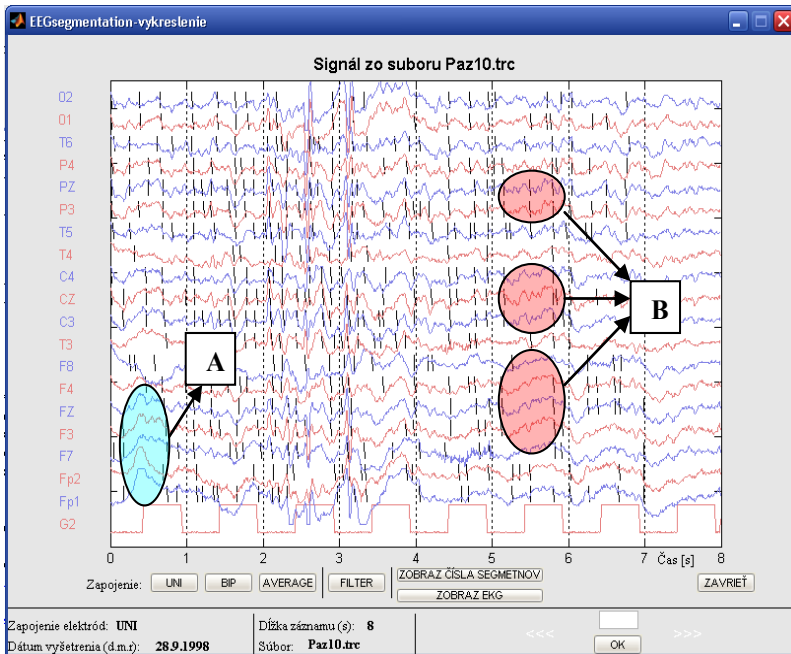 EEGsegmentation-vykreslenie
Signál zo suboru Paz10.trc
O2
O1
T6
P4
PZ
P3
T5
T4
C4
CZ
C3
T3
F8
F4
FZ
F3
F7
Fp2
Fp1
G2
A
B
0 1 2 3 4 5 6 7 8
Čas [s]
Zapojenie: UNI BIP AVERAGE FILTER ZOBRAZ ČÍSLA SEGMETNOV ZAVRIEŤ
ZOBRAZ EKG
Zapojenie elektród: UNI Dĺžka záznamu (s): 8
Dátum vyšetrenia (d.m.r): 28.9.1998 Súbor: Paz10.trc
<<< >>>
OK